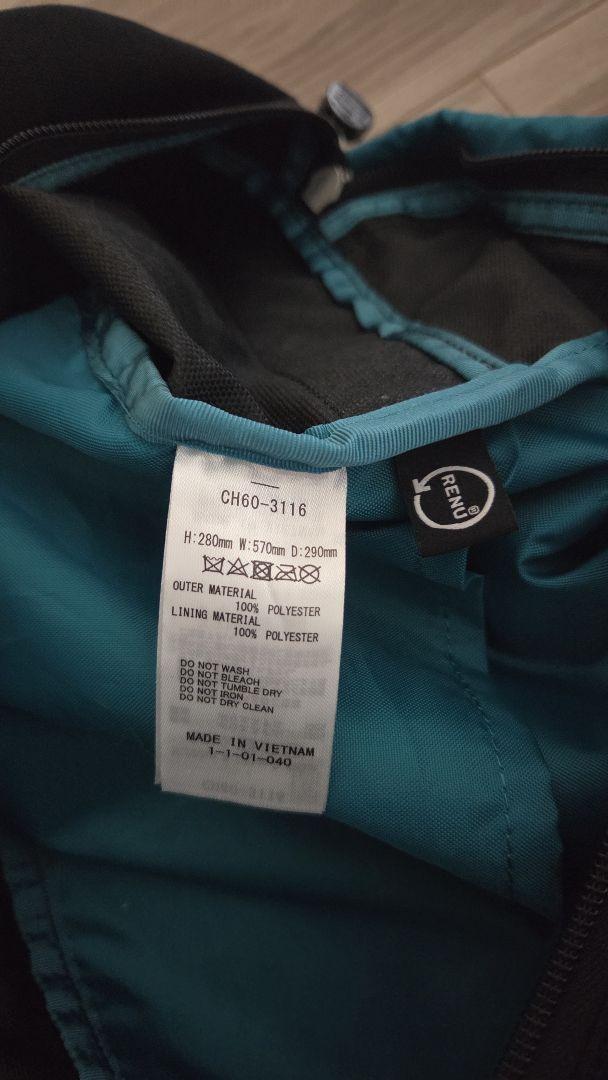 CH60-3116
H:280mm W:570mm D:290mm
OUTER MATERIAL
100% POLYESTER
LINING MATERIAL
100% POLYESTER
DO NOT WASH
DO NOT BLEACH
DO NOT TUMBLE DRY
DO NOT IRON
DO NOT DRY CLEAN
MADE IN VIETNAM
1-1-01-040
RENU®